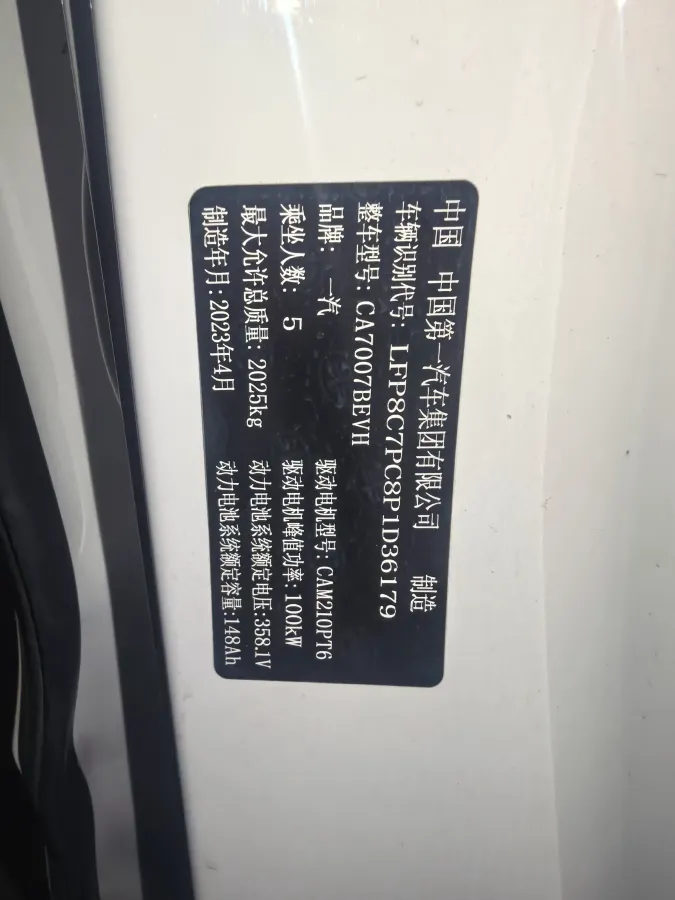 中国 中国第一汽车集团有限公司 制造
车辆识别代号: LFP8C7PC8P1D36179
整车型号: CA7007BEVH
品牌: 一汽 驱动电机型号: CAM210PT6
乘坐人数: 5 驱动电机峰值功率: 100kW
最大允许总质量: 2025kg 动力电池系统额定电压:358.1V
制造年月: 2023年4月 动力电池系统额定容量:148Ah